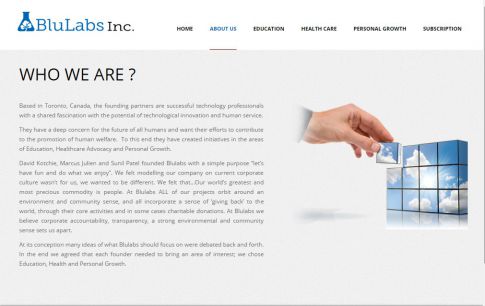 BluLabs Inc.
HOME ABOUT US EDUCATION HEALTH CARE PERSONAL GROWTH SUBSCRIPTION
WHO WE ARE ?
Based in Toronto, Canada, the founding partners are successful technology professionals
with a shared fascination with the potential of technological innovation and human service.
They have a deep concern for the future of all humans and want their efforts to contribute
to the promotion of human welfare. To this end they have created initiatives in the areas
of Education, Healthcare Advocacy and Personal Growth.
David Kotchie, Marcus Julien and Sunil Patel founded Blulabs with a simple purpose "let's
have fun and do what we enjoy". We felt modelling our company on current corporate
culture wasn't for us, we wanted to be different. We felt that...Our world's greatest and
most precious commodity is people. At Blulabs ALL of our projects orbit around an
environment and community sense, and all incorporate a sense of 'giving back' to the
world, through their core activities and in some cases charitable donations. At Blulabs we
believe corporate accountability, transparency, a strong environmental and community
sense sets us apart.
At its conception many ideas of what Blulabs should focus on were debated back and forth.
In the end we agreed that each founder needed to bring an area of interest; we chose
Education, Health and Personal Growth.